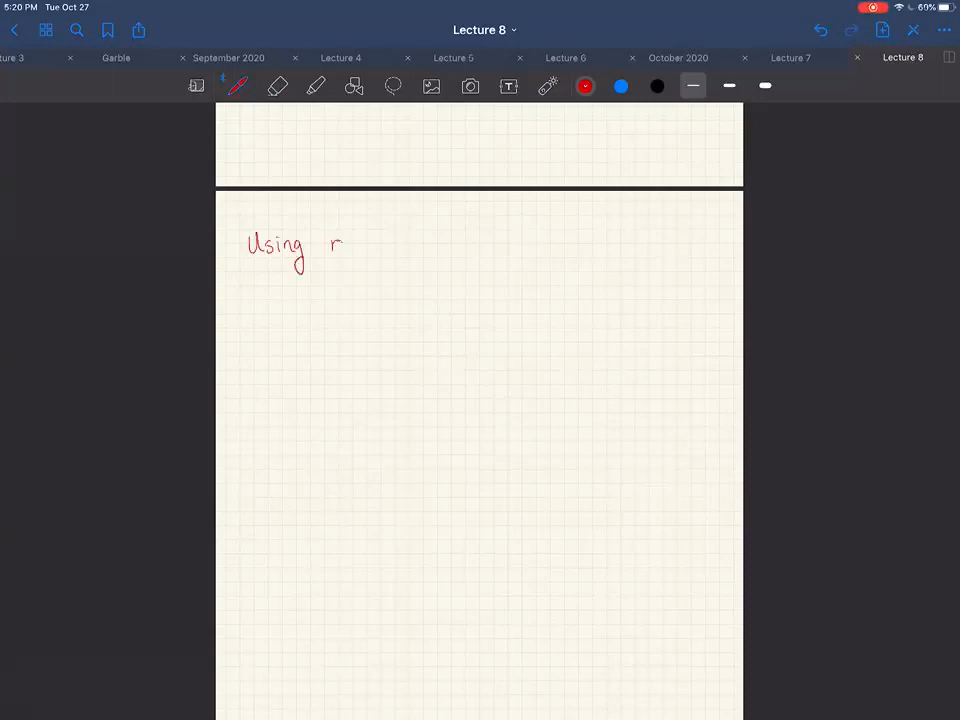 5:20 PM Tue Oct 27 69%
Lecture 8
ure 3 Garble September 2020 Lecture 4 Lecture 5 Lecture 6 October 2020 Lecture 7 Lecture 8
T
Using r